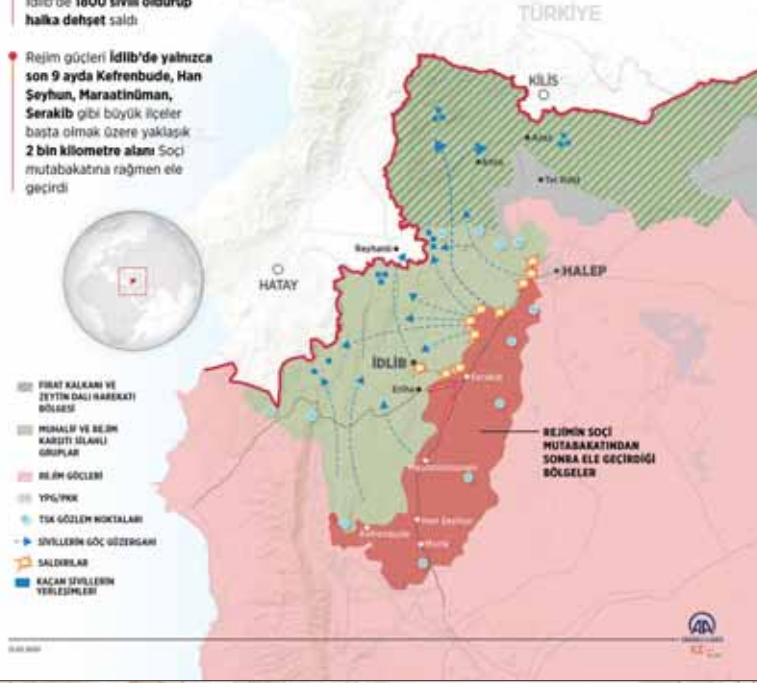 İdlib'de 1800 sivili öldürüp
halka dehşet saldı
Rejim güçleri İdlib'de yalnızca
son 9 ayda Kefrenbude, Han
Şeyhun, Maraatinüman,
Serakib gibi büyük ilçeler
başta olmak üzere yaklaşık
2 bin kilometre alanı Soçi
mutabakatına rağmen ele
geçirdi
TÜRKİYE
KİLİS
Azez
Afrin
Tel Rıfat
Reyhanlı
HATAY
HALEP
İDLİB
Eriha
Serakib
Han Şeyhun
Kefrenbude
Murik
REJİMİN SOÇİ
MUTABAKATINDAN
SONRA ELE GEÇİRDİĞİ
BÖLGELER
FIRAT KALKANI VE
ZEYTİN DALI HAREKATI
BÖLGESİ
MUHALİF VE REJİM
KARŞITI SİLAHLI
GRUPLAR
REJİM GÜÇLERİ
YPG/PKK
TSK GÖZLEM NOKTALARI
SİVİLLERİN GÖÇ GÜZERGAHI
SALDIRILAR
KAÇAN SİVİLLERİN
YERLEŞİMLERİ
AA